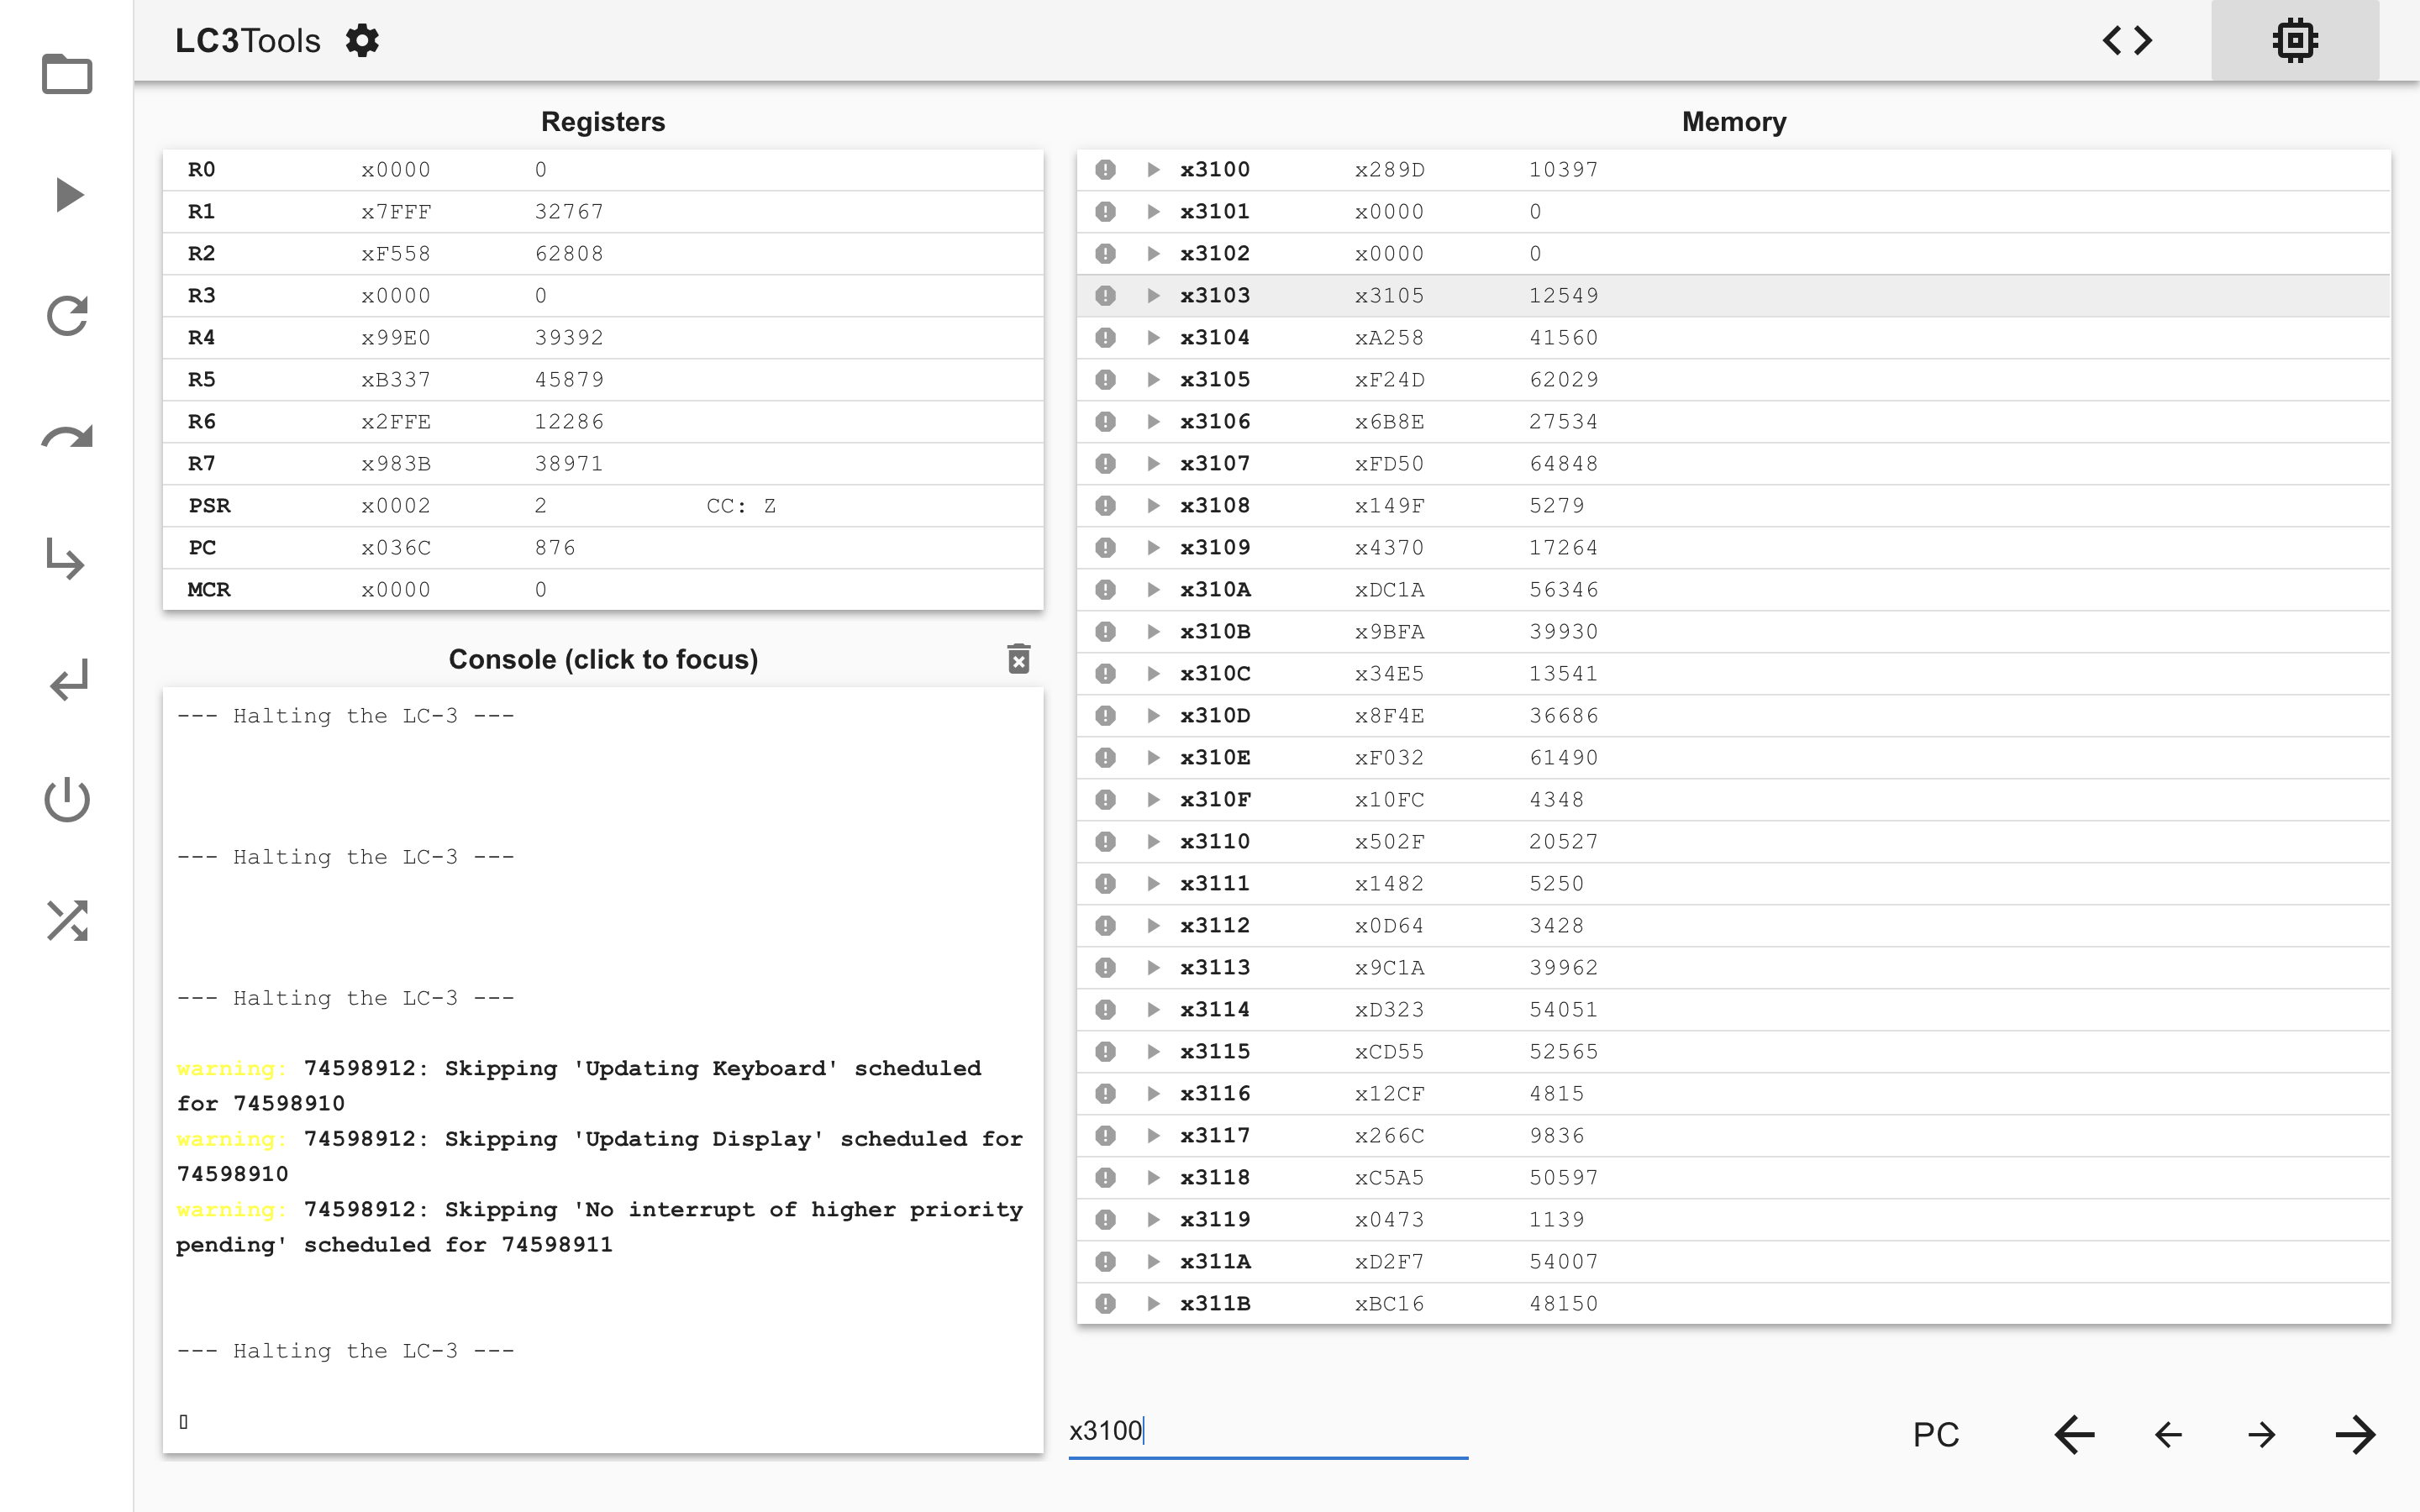 LC3Tools
Registers
R0 x0000 0
R1 x7FFF 32767
R2 xF558 62808
R3 x0000 0
R4 x99E0 39392
R5 xB337 45879
R6 x2FFE 12286
R7 x983B 38971
PSR x0002 2 CC: Z
PC x036C 876
MCR x0000 0
Console (click to focus)
--- Halting the LC-3 ---
--- Halting the LC-3 ---
--- Halting the LC-3 ---
warning: 74598912: Skipping 'Updating Keyboard' scheduled
for 74598910
warning: 74598912: Skipping 'Updating Display' scheduled for
74598910
warning: 74598912: Skipping 'No interrupt of higher priority
pending' scheduled for 74598911
--- Halting the LC-3 ---
Memory
x3100 x289D 10397
x3101 x0000 0
x3102 x0000 0
x3103 x3105 12549
x3104 xA258 41560
x3105 xF24D 62029
x3106 x6B8E 27534
x3107 xFD50 64848
x3108 x149F 5279
x3109 x4370 17264
x310A xDC1A 56346
x310B x9BFA 39930
x310C x34E5 13541
x310D x8F4E 36686
x310E xF032 61490
x310F x10FC 4348
x3110 x502F 20527
x3111 x1482 5250
x3112 x0D64 3428
x3113 x9C1A 39962
x3114 xD323 54051
x3115 xCD55 52565
x3116 x12CF 4815
x3117 x266C 9836
x3118 xC5A5 50597
x3119 x0473 1139
x311A xD2F7 54007
x311B xBC16 48150
x3100
PC